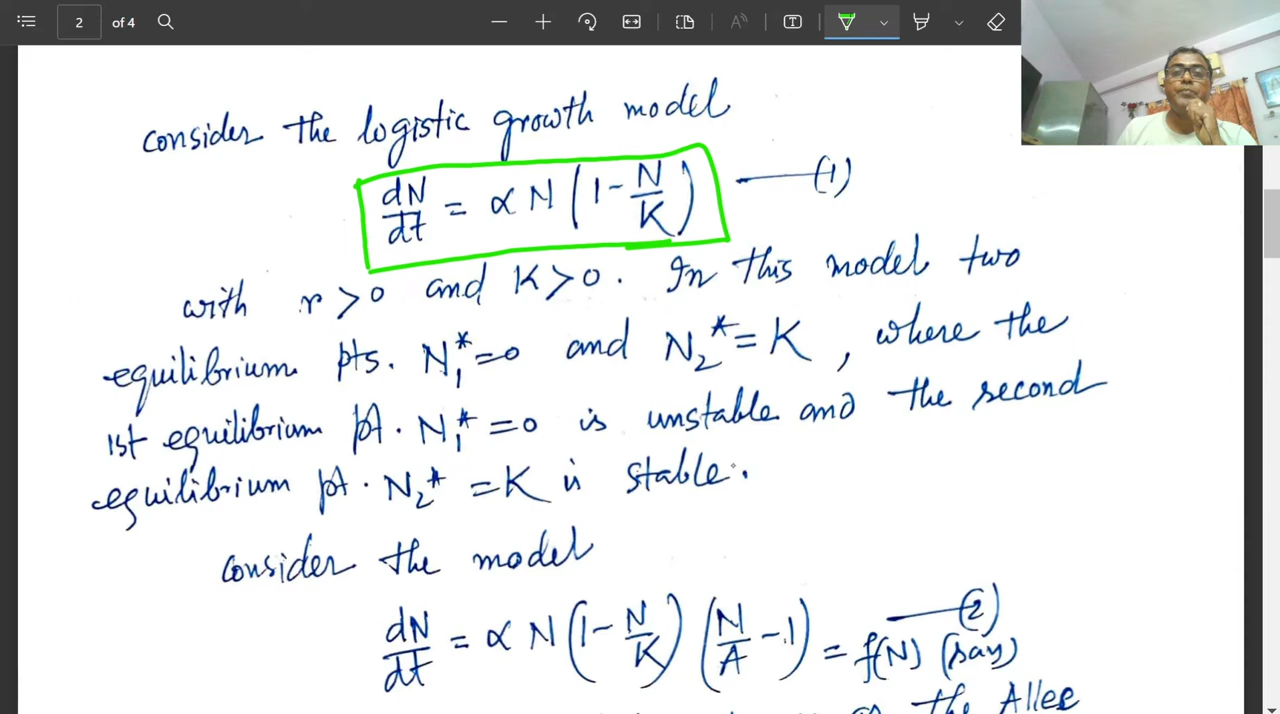 2 of 4
consider the logistic growth model
dN/dt = α N (1 - N/K) —(1)
with r > 0 and K > 0. In this model two
equilibrium pts. N₁* = 0 and N₂* = K, where the
1st equilibrium pt. N₁* = 0 is unstable and the second
equilibrium pt. N₂* = K is stable.
consider the model
dN/dt = α N (1 - N/K) (N/A - 1) = f(N) (say) —(2)
the Allee